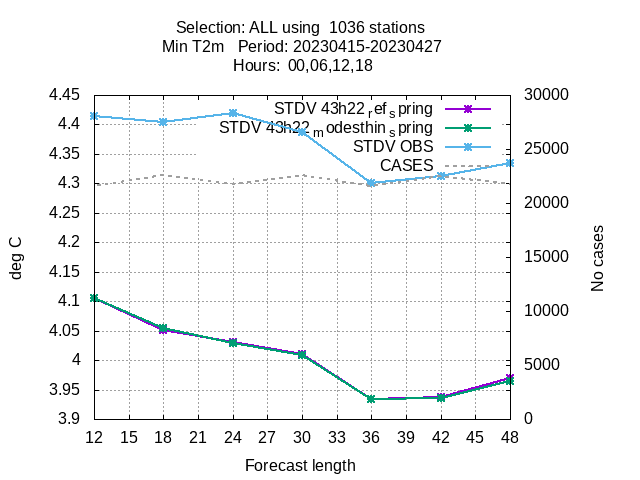 Selection: ALL using  1036 stations
Min T2m   Period: 20230415-20230427
Hours:  00,06,12,18
STDV 43h22refspring
STDV 43h22modesthinspring
STDV OBS
CASES
4.45
4.4
4.35
4.3
4.25
4.2
4.15
4.1
4.05
4
3.95
3.9
deg C
30000
25000
20000
15000
10000
5000
0
No cases
12 15 18 21 24 27 30 33 36 39 42 45 48
Forecast length